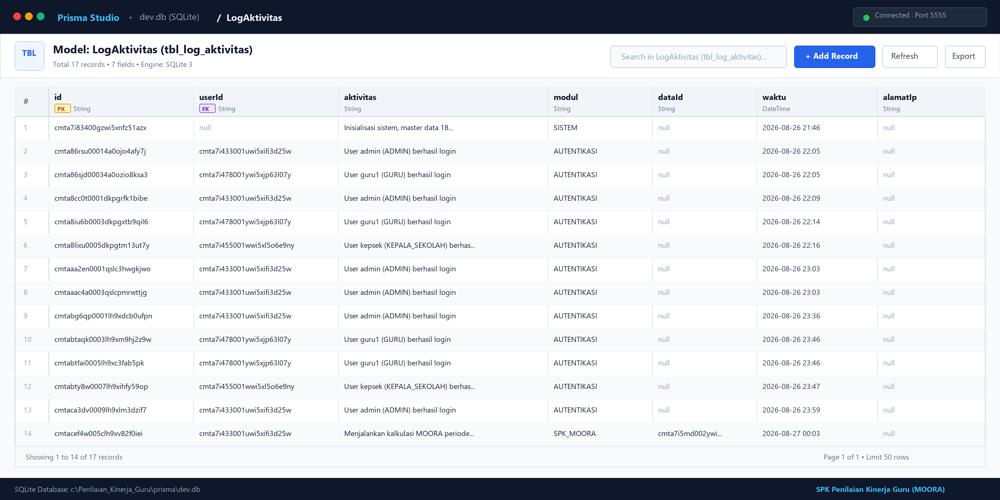 Prisma Studio • dev.db (SQLite) / LogAktivitas
Connected : Port 5555
TBL
Model: LogAktivitas (tbl_log_aktivitas)
Total 17 records • 7 fields • Engine: SQLite 3
Search in LogAktivitas (tbl_log_aktivitas)...
+ Add Record
Refresh
Export
# id userId aktivitas modul dataId waktu alamatIp
PK String FK String String String String DateTime String
1 cmta7i83400gzwi5xnfz51azx null Inisialisasi sistem, master data 18... SISTEM null 2026-08-26 21:46 null
2 cmta86rsu00014a0ojo4afy7j cmta7i433001uwi5xifi3d25w User admin (ADMIN) berhasil login AUTENTIKASI null 2026-08-26 22:05 null
3 cmta86sjd00034a0ozio8ksa3 cmta7i478001ywi5xjp63l07y User guru1 (GURU) berhasil login AUTENTIKASI null 2026-08-26 22:05 null
4 cmta8cc0t0001dkpgrfk1bibe cmta7i433001uwi5xifi3d25w User admin (ADMIN) berhasil login AUTENTIKASI null 2026-08-26 22:09 null
5 cmta8iu6b0003dkpgxtb9qil6 cmta7i478001ywi5xjp63l07y User guru1 (GURU) berhasil login AUTENTIKASI null 2026-08-26 22:14 null
6 cmta8lixu0005dkpgtm13ut7y cmta7i455001wwi5xl5o6e9ny User kepsek (KEPALA_SEKOLAH) berhas... AUTENTIKASI null 2026-08-26 22:16 null
7 cmtaaa2en0001qslc3hwgkjwo cmta7i433001uwi5xifi3d25w User admin (ADMIN) berhasil login AUTENTIKASI null 2026-08-26 23:03 null
8 cmtaaac4a0003qslcpmrwttjg cmta7i433001uwi5xifi3d25w User admin (ADMIN) berhasil login AUTENTIKASI null 2026-08-26 23:03 null
9 cmtabg6qp0001lh9xdcb0ufpn cmta7i433001uwi5xifi3d25w User admin (ADMIN) berhasil login AUTENTIKASI null 2026-08-26 23:36 null
10 cmtabtaqk0003lh9xm9hj2z9w cmta7i478001ywi5xjp63l07y User guru1 (GURU) berhasil login AUTENTIKASI null 2026-08-26 23:46 null
11 cmtabtfai0005lh9xc3fab5pk cmta7i478001ywi5xjp63l07y User guru1 (GURU) berhasil login AUTENTIKASI null 2026-08-26 23:46 null
12 cmtabty8w0007lh9xihfy59op cmta7i455001wwi5xl5o6e9ny User kepsek (KEPALA_SEKOLAH) berhas... AUTENTIKASI null 2026-08-26 23:47 null
13 cmtaca3dv0009lh9xlm3dzif7 cmta7i433001uwi5xifi3d25w User admin (ADMIN) berhasil login AUTENTIKASI null 2026-08-26 23:59 null
14 cmtacef4w005clh9xv82f0iei cmta7i433001uwi5xifi3d25w Menjalankan kalkulasi MOORA periode... SPK_MOORA cmta7i5md002ywi... 2026-08-27 00:03 null
Showing 1 to 14 of 17 records
Page 1 of 1 • Limit 50 rows
SQLite Database: c:\Penilaian_Kinerja_Guru\prisma\dev.db
SPK Penilaian Kinerja Guru (MOORA)